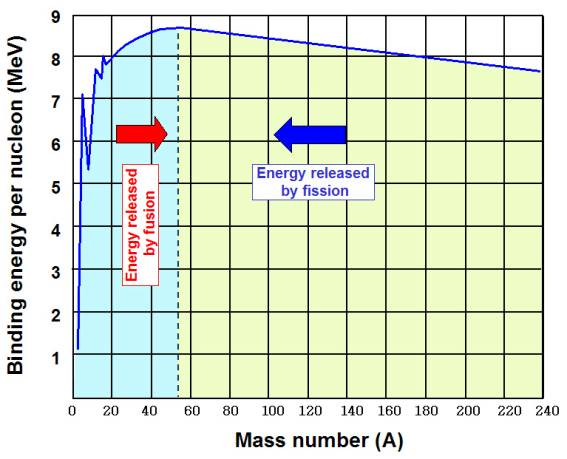 Binding energy per nucleon (MeV)
9
8
7
6
5
4
3
2
1
Energy released
by fusion
Energy released
by fission
0 20 40 60 80 100 120 140 160 180 200 220 240
Mass number (A)